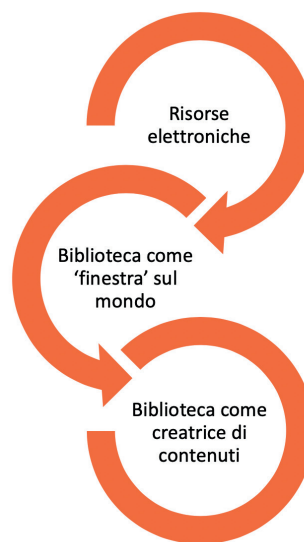 Risorse
elettroniche
Biblioteca come
‘finestra’ sul
mondo
Biblioteca come
creatrice di
contenuti